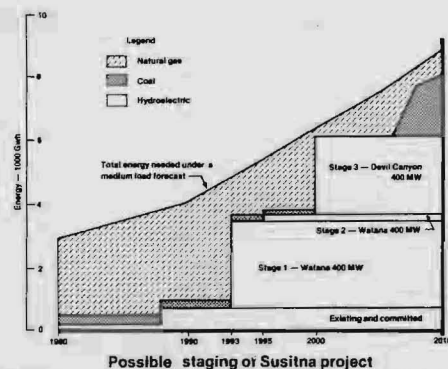 Legend
Natural gas
Coal
Hydroelectric
Energy — 1000 Gwh
10
8
6
4
2
0
Total energy needed under a
medium load forecast
Stage 3 — Devil Canyon
400 MW
Stage 2 — Watana 400 MW
Stage 1 — Watana 400 MW
Existing and committed
1980
1990
1993
1995
2000
2010
Possible staging of Susitna project